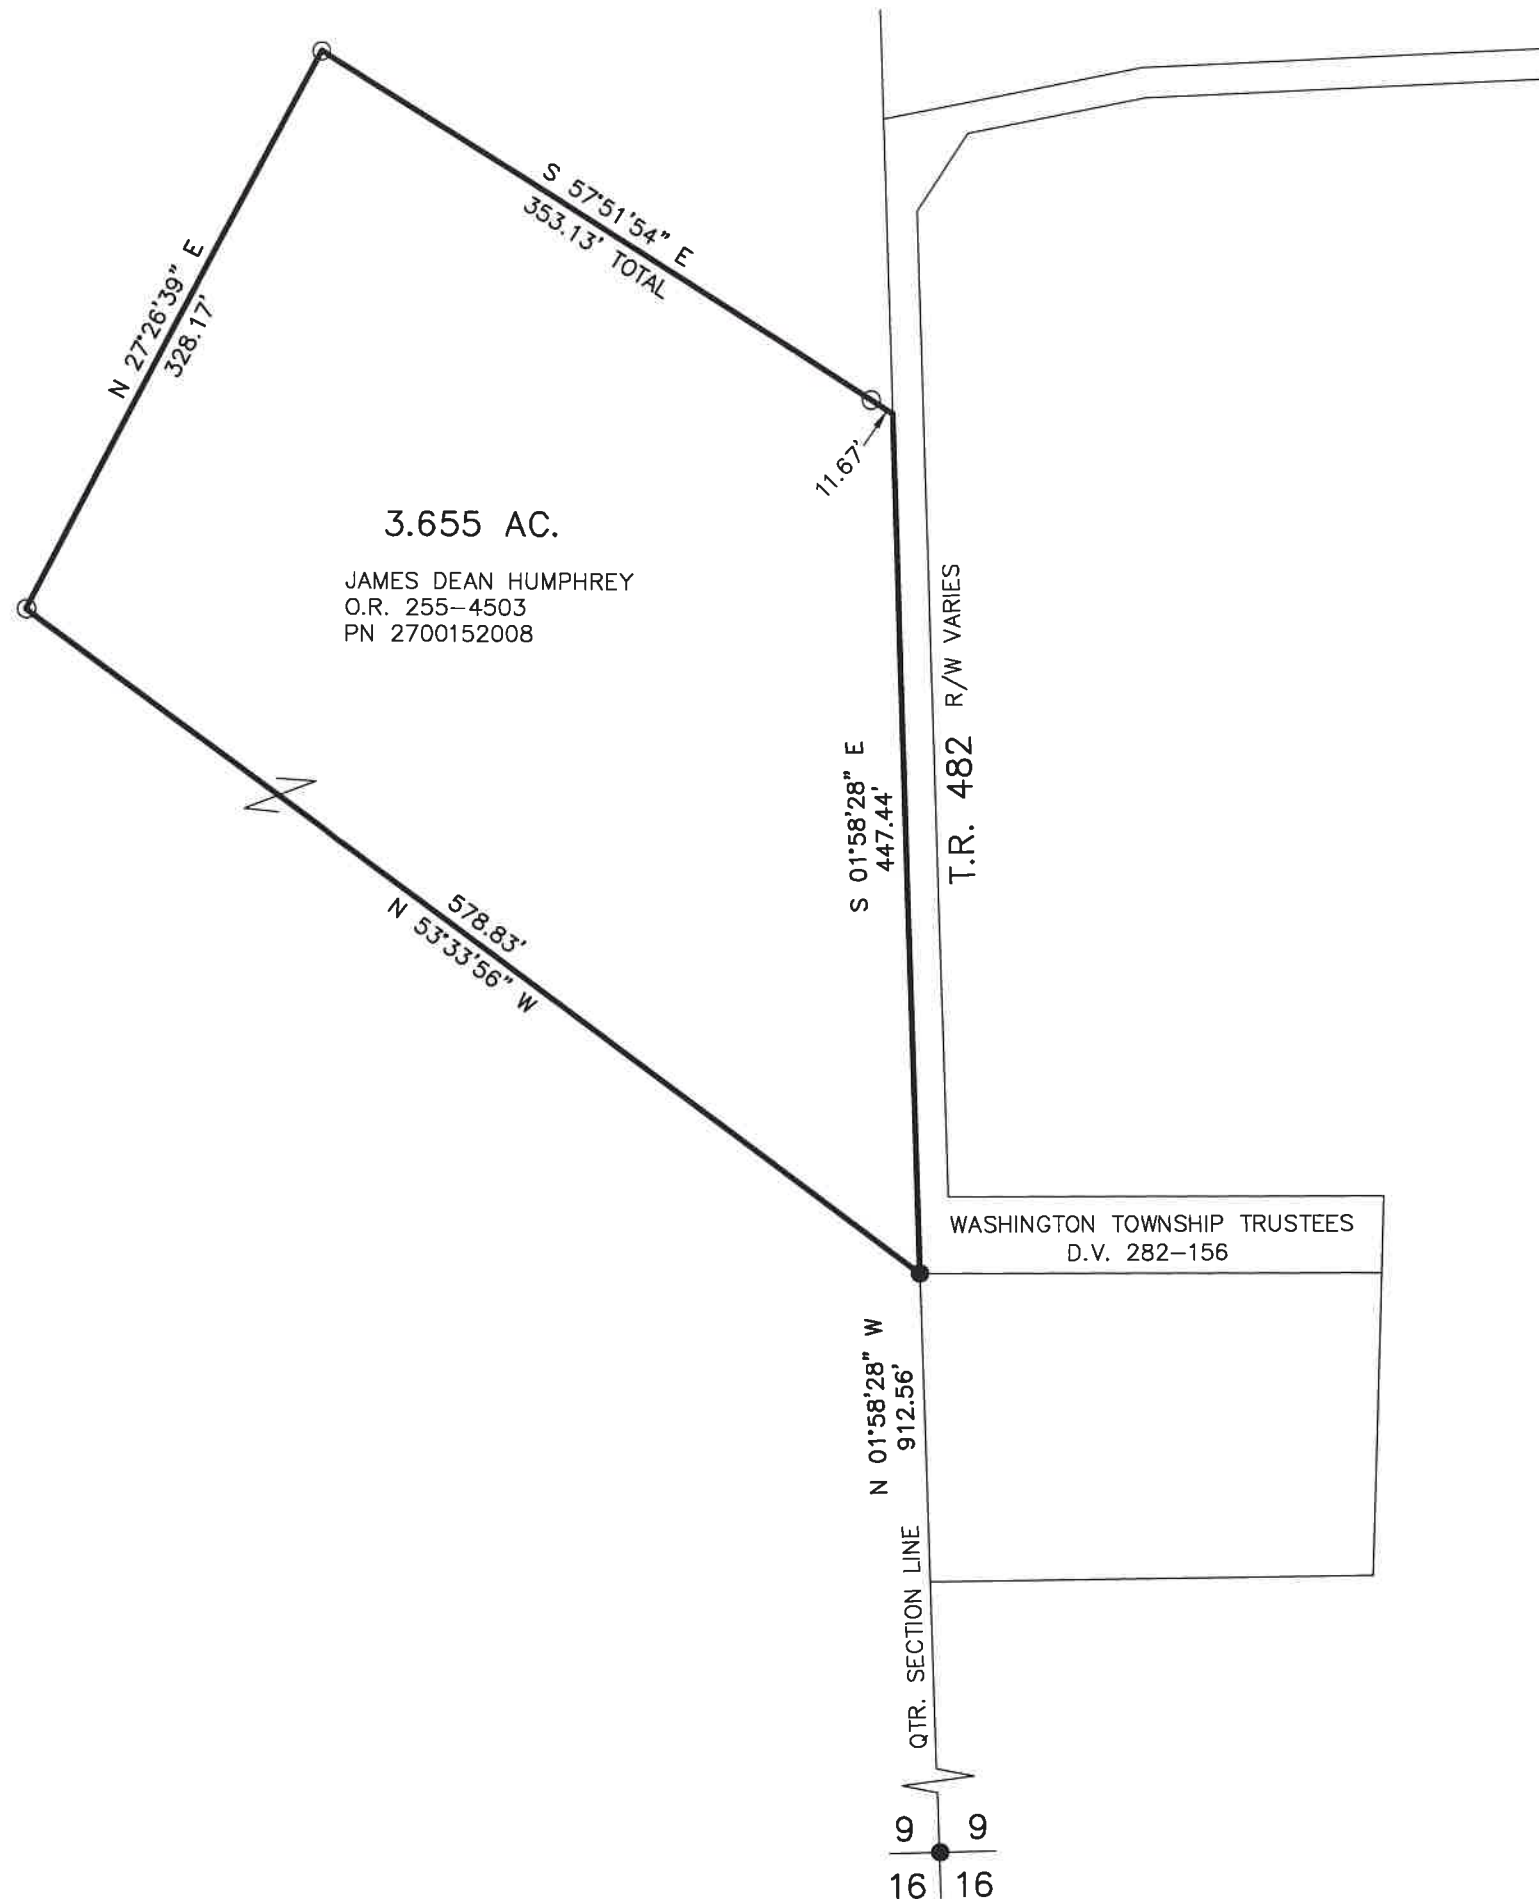 S 57°51'54" E
353.13' TOTAL
N 27°26'39" E
328.17'
11.67'
3.655 AC.
JAMES DEAN HUMPHREY
O.R. 255-4503
PN 2700152008
T.R. 482 R/W VARIES
S 01°58'28" E
447.44'
578.83'
N 53°33'56" W
WASHINGTON TOWNSHIP TRUSTEES
D.V. 282-156
N 01°58'28" W
912.56'
QTR. SECTION LINE
9 9
16 16